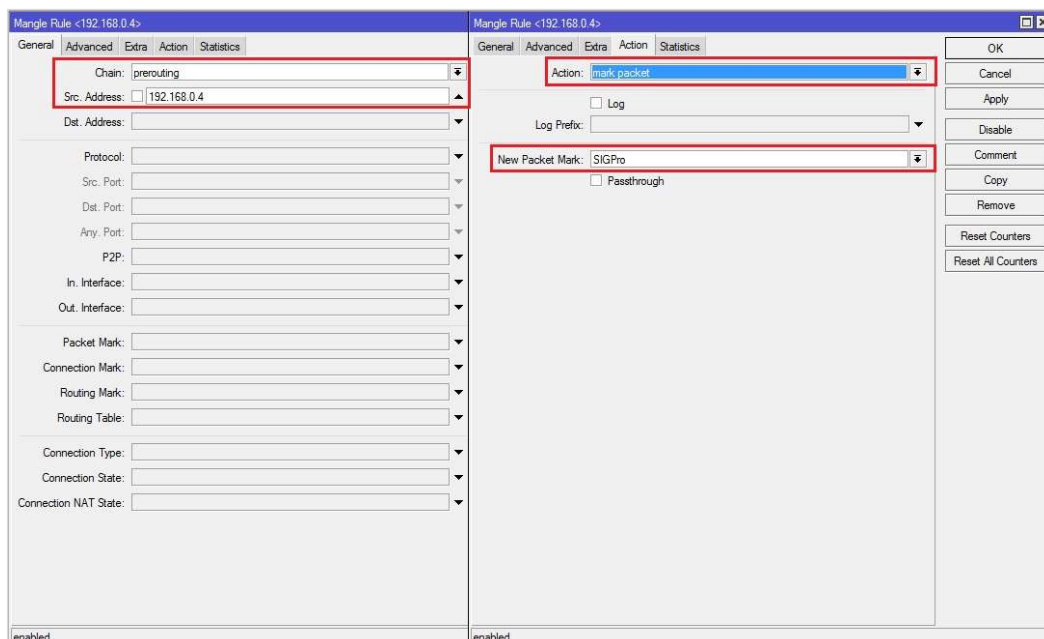 Mangle Rule <192.168.0.4>
General Advanced Extra Action Statistics
Chain: prerouting
Src. Address: 192.168.0.4
Dst. Address:
Protocol:
Src. Port:
Dst. Port:
Any. Port:
P2P:
In. Interface:
Out. Interface:
Packet Mark:
Connection Mark:
Routing Mark:
Routing Table:
Connection Type:
Connection State:
Connection NAT State:
enabled
Mangle Rule <192.168.0.4>
General Advanced Extra Action Statistics
Action: mark packet
Log
Log Prefix:
New Packet Mark: SIGPro
Passthrough
enabled
OK
Cancel
Apply
Disable
Comment
Copy
Remove
Reset Counters
Reset All Counters